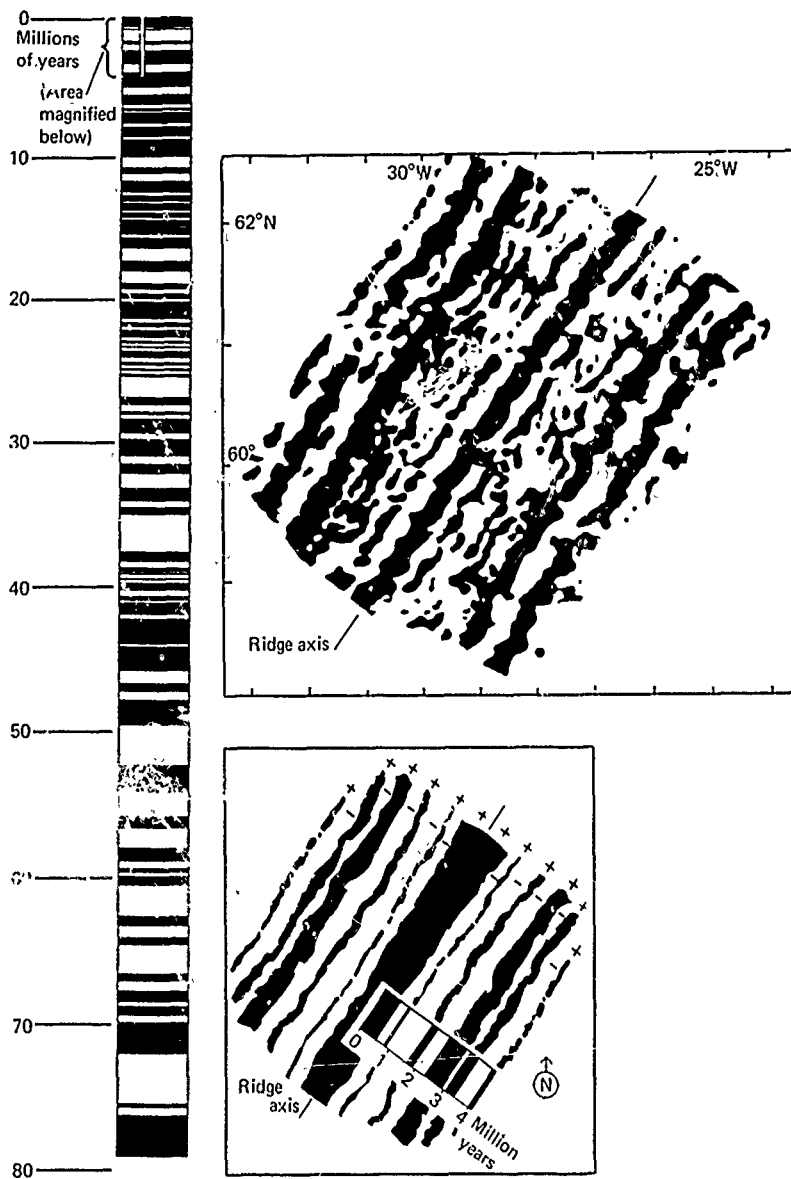 0
Millions
of years
(Area
magnified
below)
10
20
30
40
50
70
80
30°W
25°W
62°N
60°
Ridge axis
+ + + + + + + + + +
Ridge
axis
0
1
2
3
4 Million
years
N